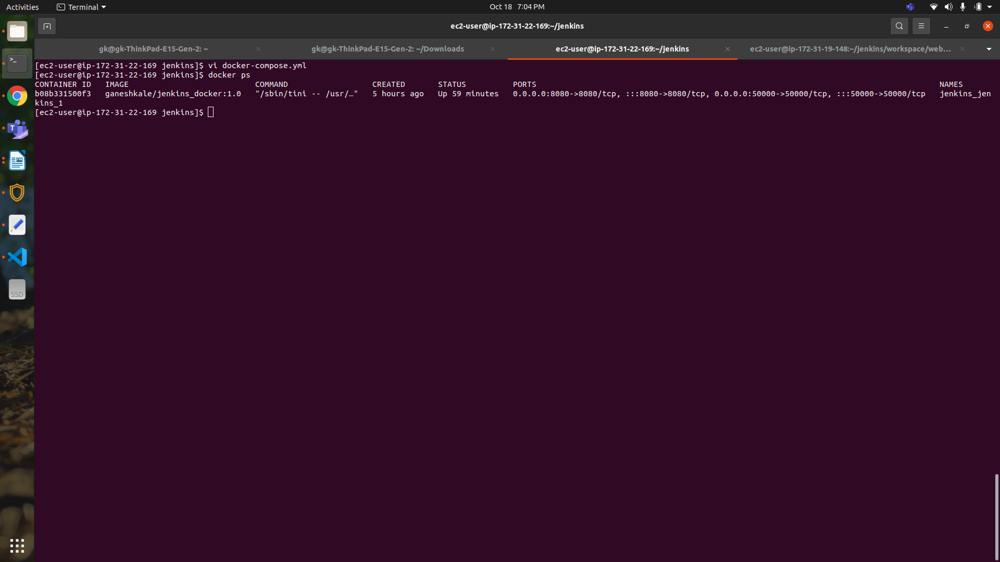 Activities
Terminal
Oct 18 7:04 PM
ec2-user@ip-172-31-22-169:~/jenkins
gk@gk-ThinkPad-E15-Gen-2: ~
gk@gk-ThinkPad-E15-Gen-2: ~/Downloads
ec2-user@ip-172-31-22-169:~/jenkins
ec2-user@ip-172-31-19-148:~/jenkins/workspace/web...
[ec2-user@ip-172-31-22-169 jenkins]$ vi docker-compose.yml
[ec2-user@ip-172-31-22-169 jenkins]$ docker ps
CONTAINER ID IMAGE COMMAND CREATED STATUS PORTS NAMES
b08b331500f3 ganeshkale/jenkins_docker:1.0 "/sbin/tini -- /usr/…" 5 hours ago Up 59 minutes 0.0.0.0:8080->8080/tcp, :::8080->8080/tcp, 0.0.0.0:50000->50000/tcp, :::50000->50000/tcp jenkins_jen
kins_1
[ec2-user@ip-172-31-22-169 jenkins]$
T
SSD